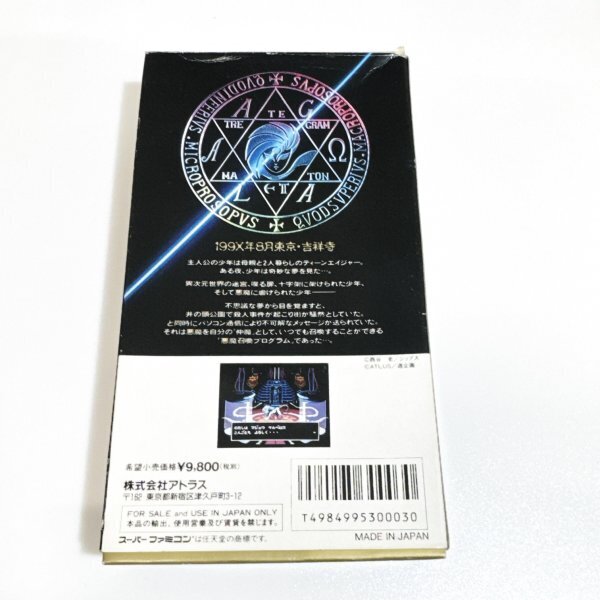 QVOD INFERIVS · MICROPROSOPVS ✠ QVOD SVPERIVS · MACROPROSOPVS ✠
A TE G
TRE GRAM
Λ Ω
MA TON
L ETA A
199X年8月東京・吉祥寺
主人公の少年は母親と2人暮らしのティーンエイジャー。
ある夜、少年は奇妙な夢を見た…。
異次元世界の迷宮、喋る扉、十字架に架けられた少年、
そして悪魔に虐げられた少年――
不思議な夢から目を覚ますと、
井の頭公園で殺人事件が起こり街が騒然としていた。
と同時にパソコン通信により不可解なメッセージが送られていた。
それは悪魔を自分の“仲魔”として、いつでも召喚することができる
「悪魔召喚プログラム」であった…。
©ATLUS/遊企画
希望小売価格 ¥9,800(税別)
株式会社アトラス
〒162 東京都新宿区津久戸町3-12
FOR SALE and USE IN JAPAN ONLY
本品の輸出、使用営業及び賃貸を禁じます。
スーパーファミコンは任天堂の商標です。
T4984995300030
MADE IN JAPAN